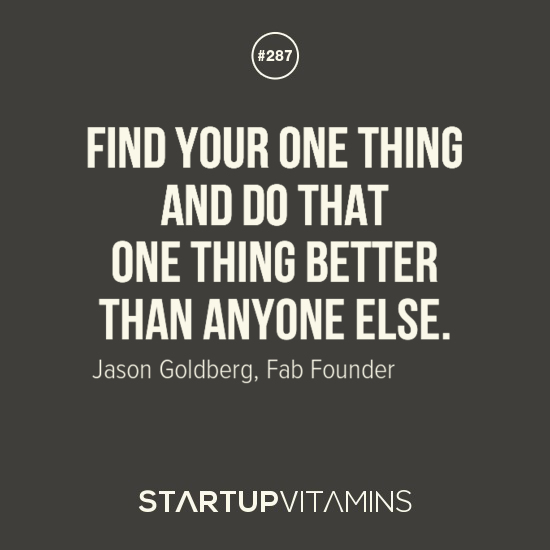 #287
FIND YOUR ONE THING
AND DO THAT
ONE THING BETTER
THAN ANYONE ELSE.
Jason Goldberg, Fab Founder
STARTUPVITAMINS